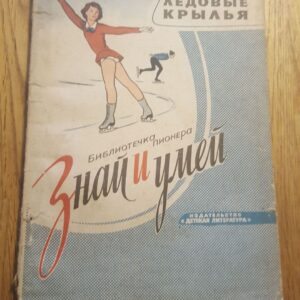 ЛЕДОВЫЕ
КРЫЛЬЯ
Библиотечка пионера
Знай и умей
ИЗДАТЕЛЬСТВО
«ДЕТСКАЯ ЛИТЕРАТУРА»